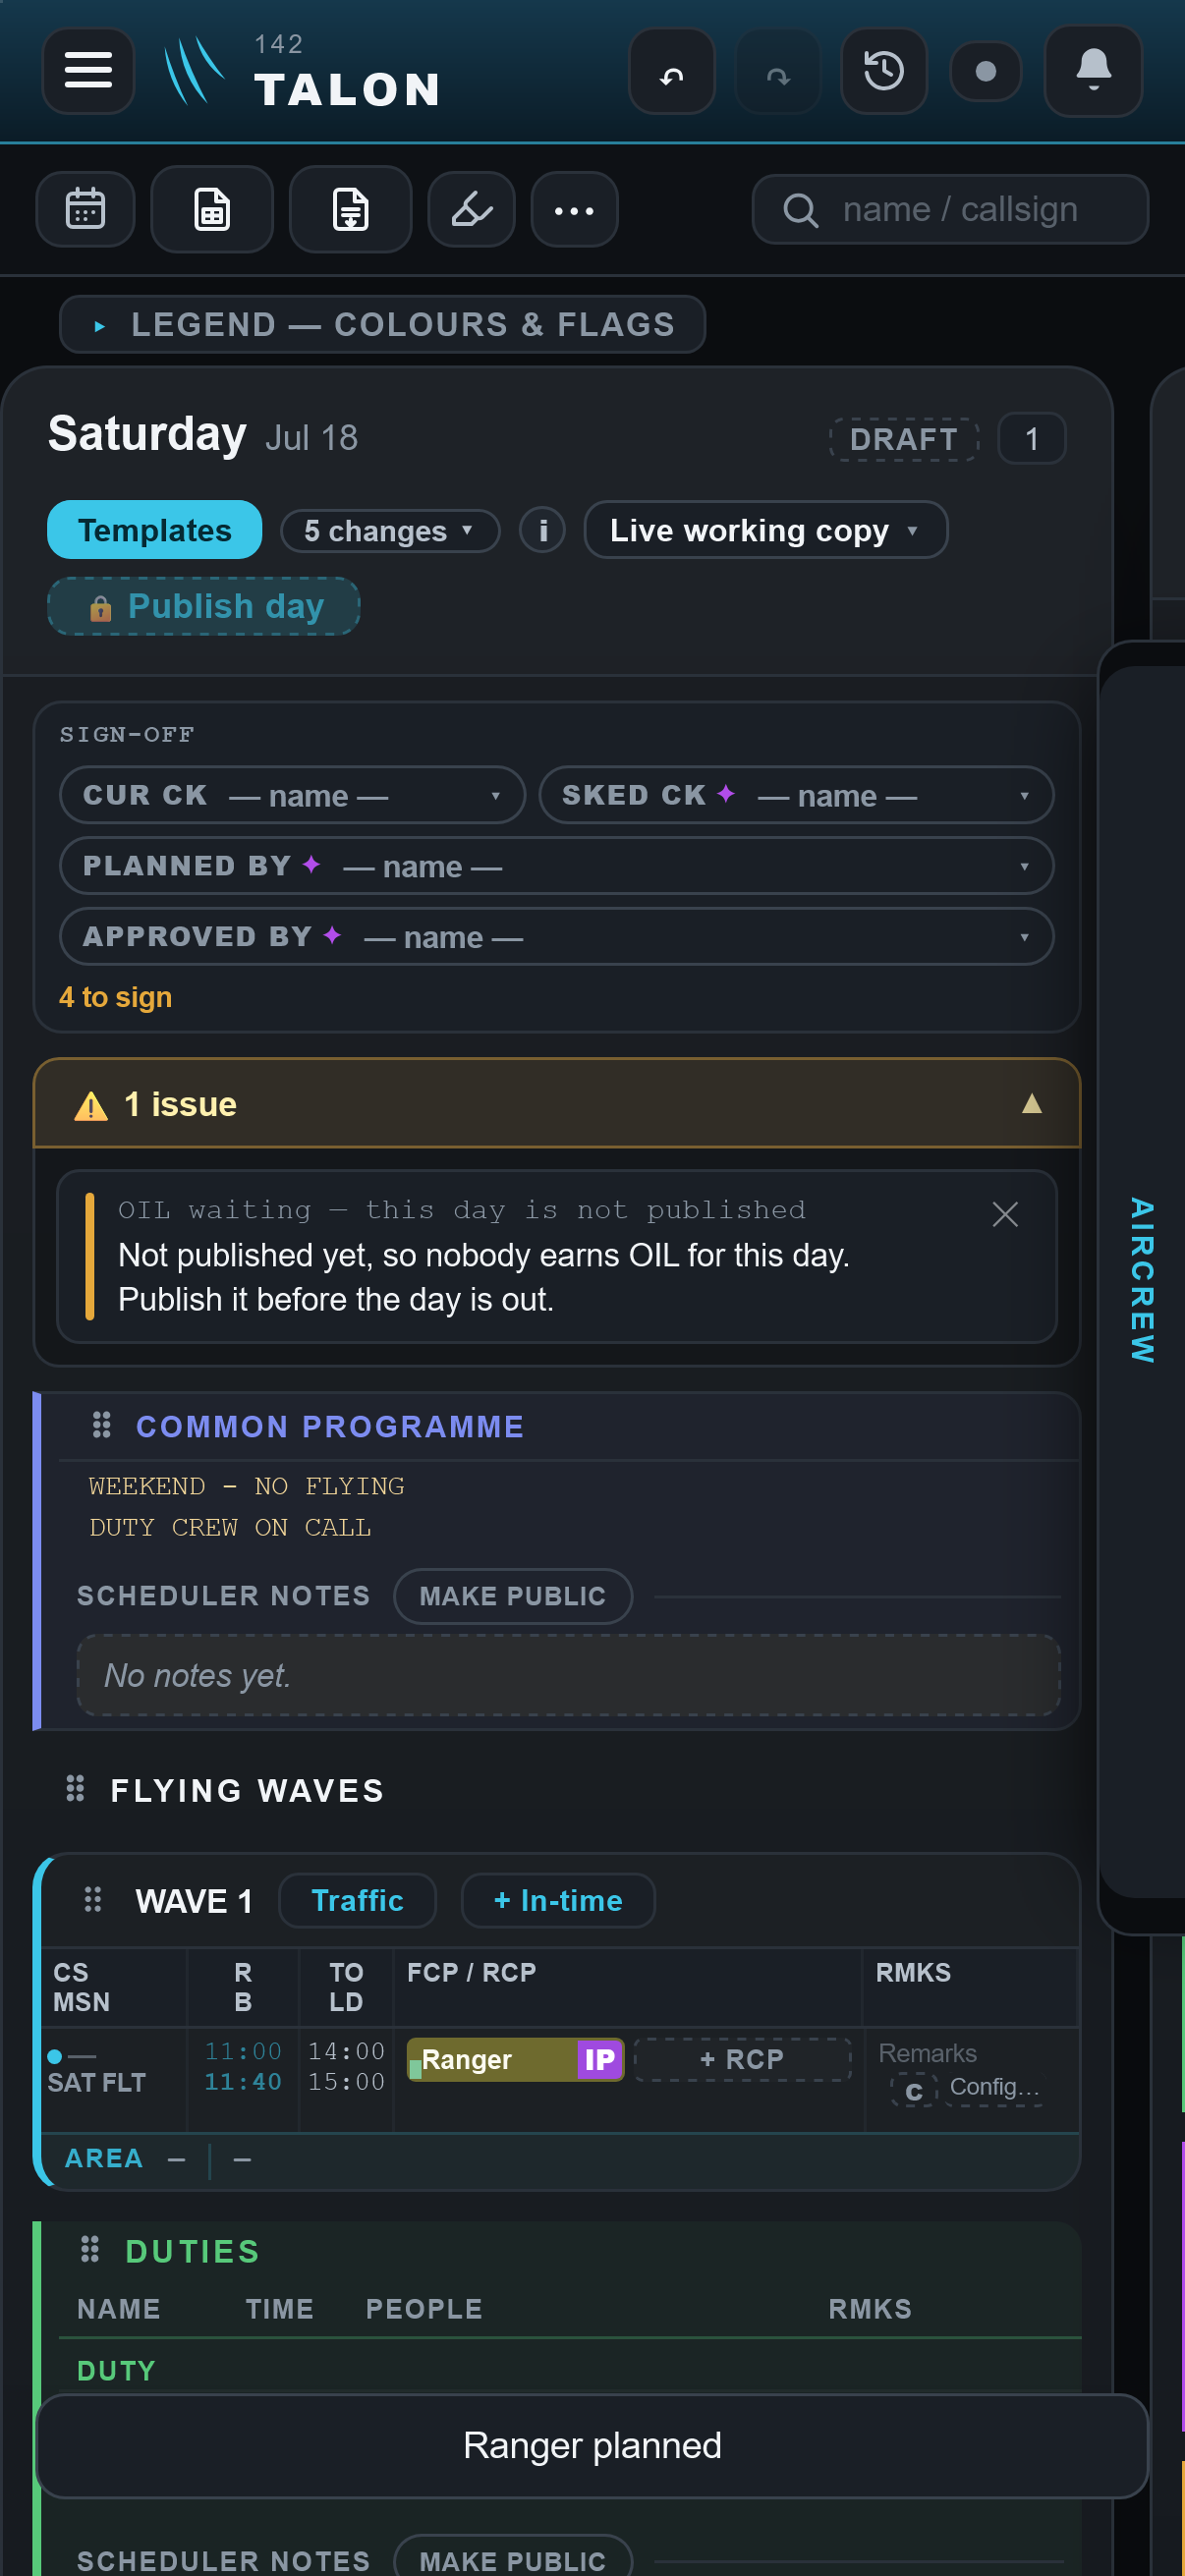 142
TALON
name / callsign
LEGEND — COLOURS & FLAGS
Saturday Jul 18
DRAFT 1
Templates 5 changes i Live working copy
Publish day
SIGN-OFF
CUR CK — name — SKED CK — name —
PLANNED BY — name —
APPROVED BY — name —
4 to sign
1 issue
OIL waiting — this day is not published
Not published yet, so nobody earns OIL for this day.
Publish it before the day is out.
AIRCREW
COMMON PROGRAMME
WEEKEND – NO FLYING
DUTY CREW ON CALL
SCHEDULER NOTES MAKE PUBLIC
No notes yet.
FLYING WAVES
WAVE 1 Traffic + In-time
CS R TO FCP / RCP RMKS
MSN B LD
— 11:00 14:00 Ranger IP + RCP Remarks
SAT FLT 11:40 15:00 C Config...
AREA – –
DUTIES
NAME TIME PEOPLE RMKS
DUTY
Ranger planned
SCHEDULER NOTES MAKE PUBLIC